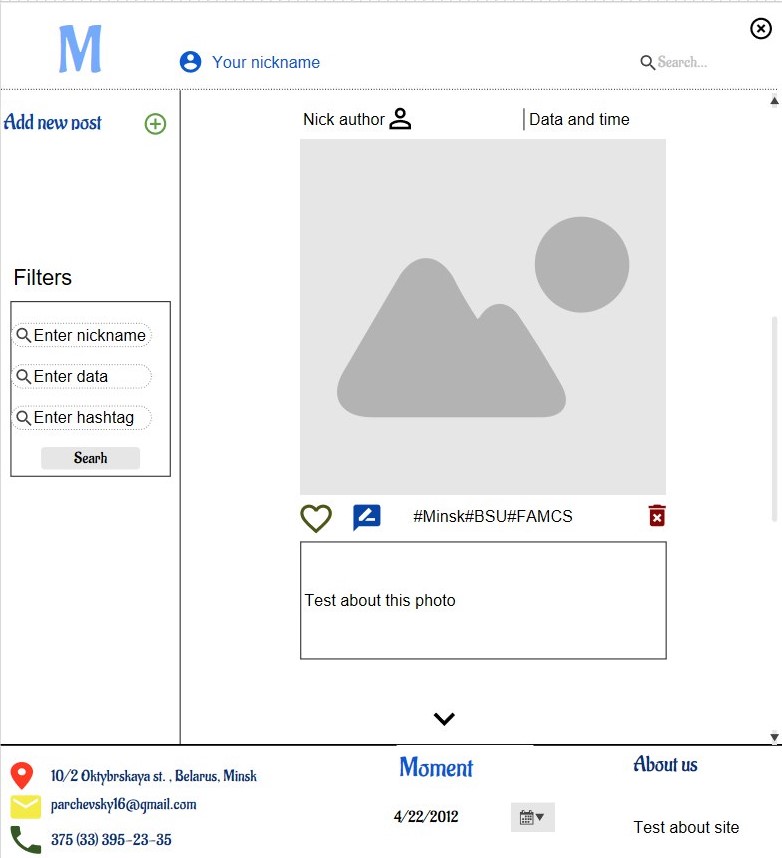 M
Your nickname
Search...
Add new post
Nick author
Data and time
Filters
Enter nickname
Enter data
Enter hashtag
Searh
#Minsk#BSU#FAMCS
Test about this photo
10/2 Oktybrskaya st. , Belarus, Minsk
parchevsky16@gmail.com
375 (33) 395-23-35
Moment
4/22/2012
About us
Test about site